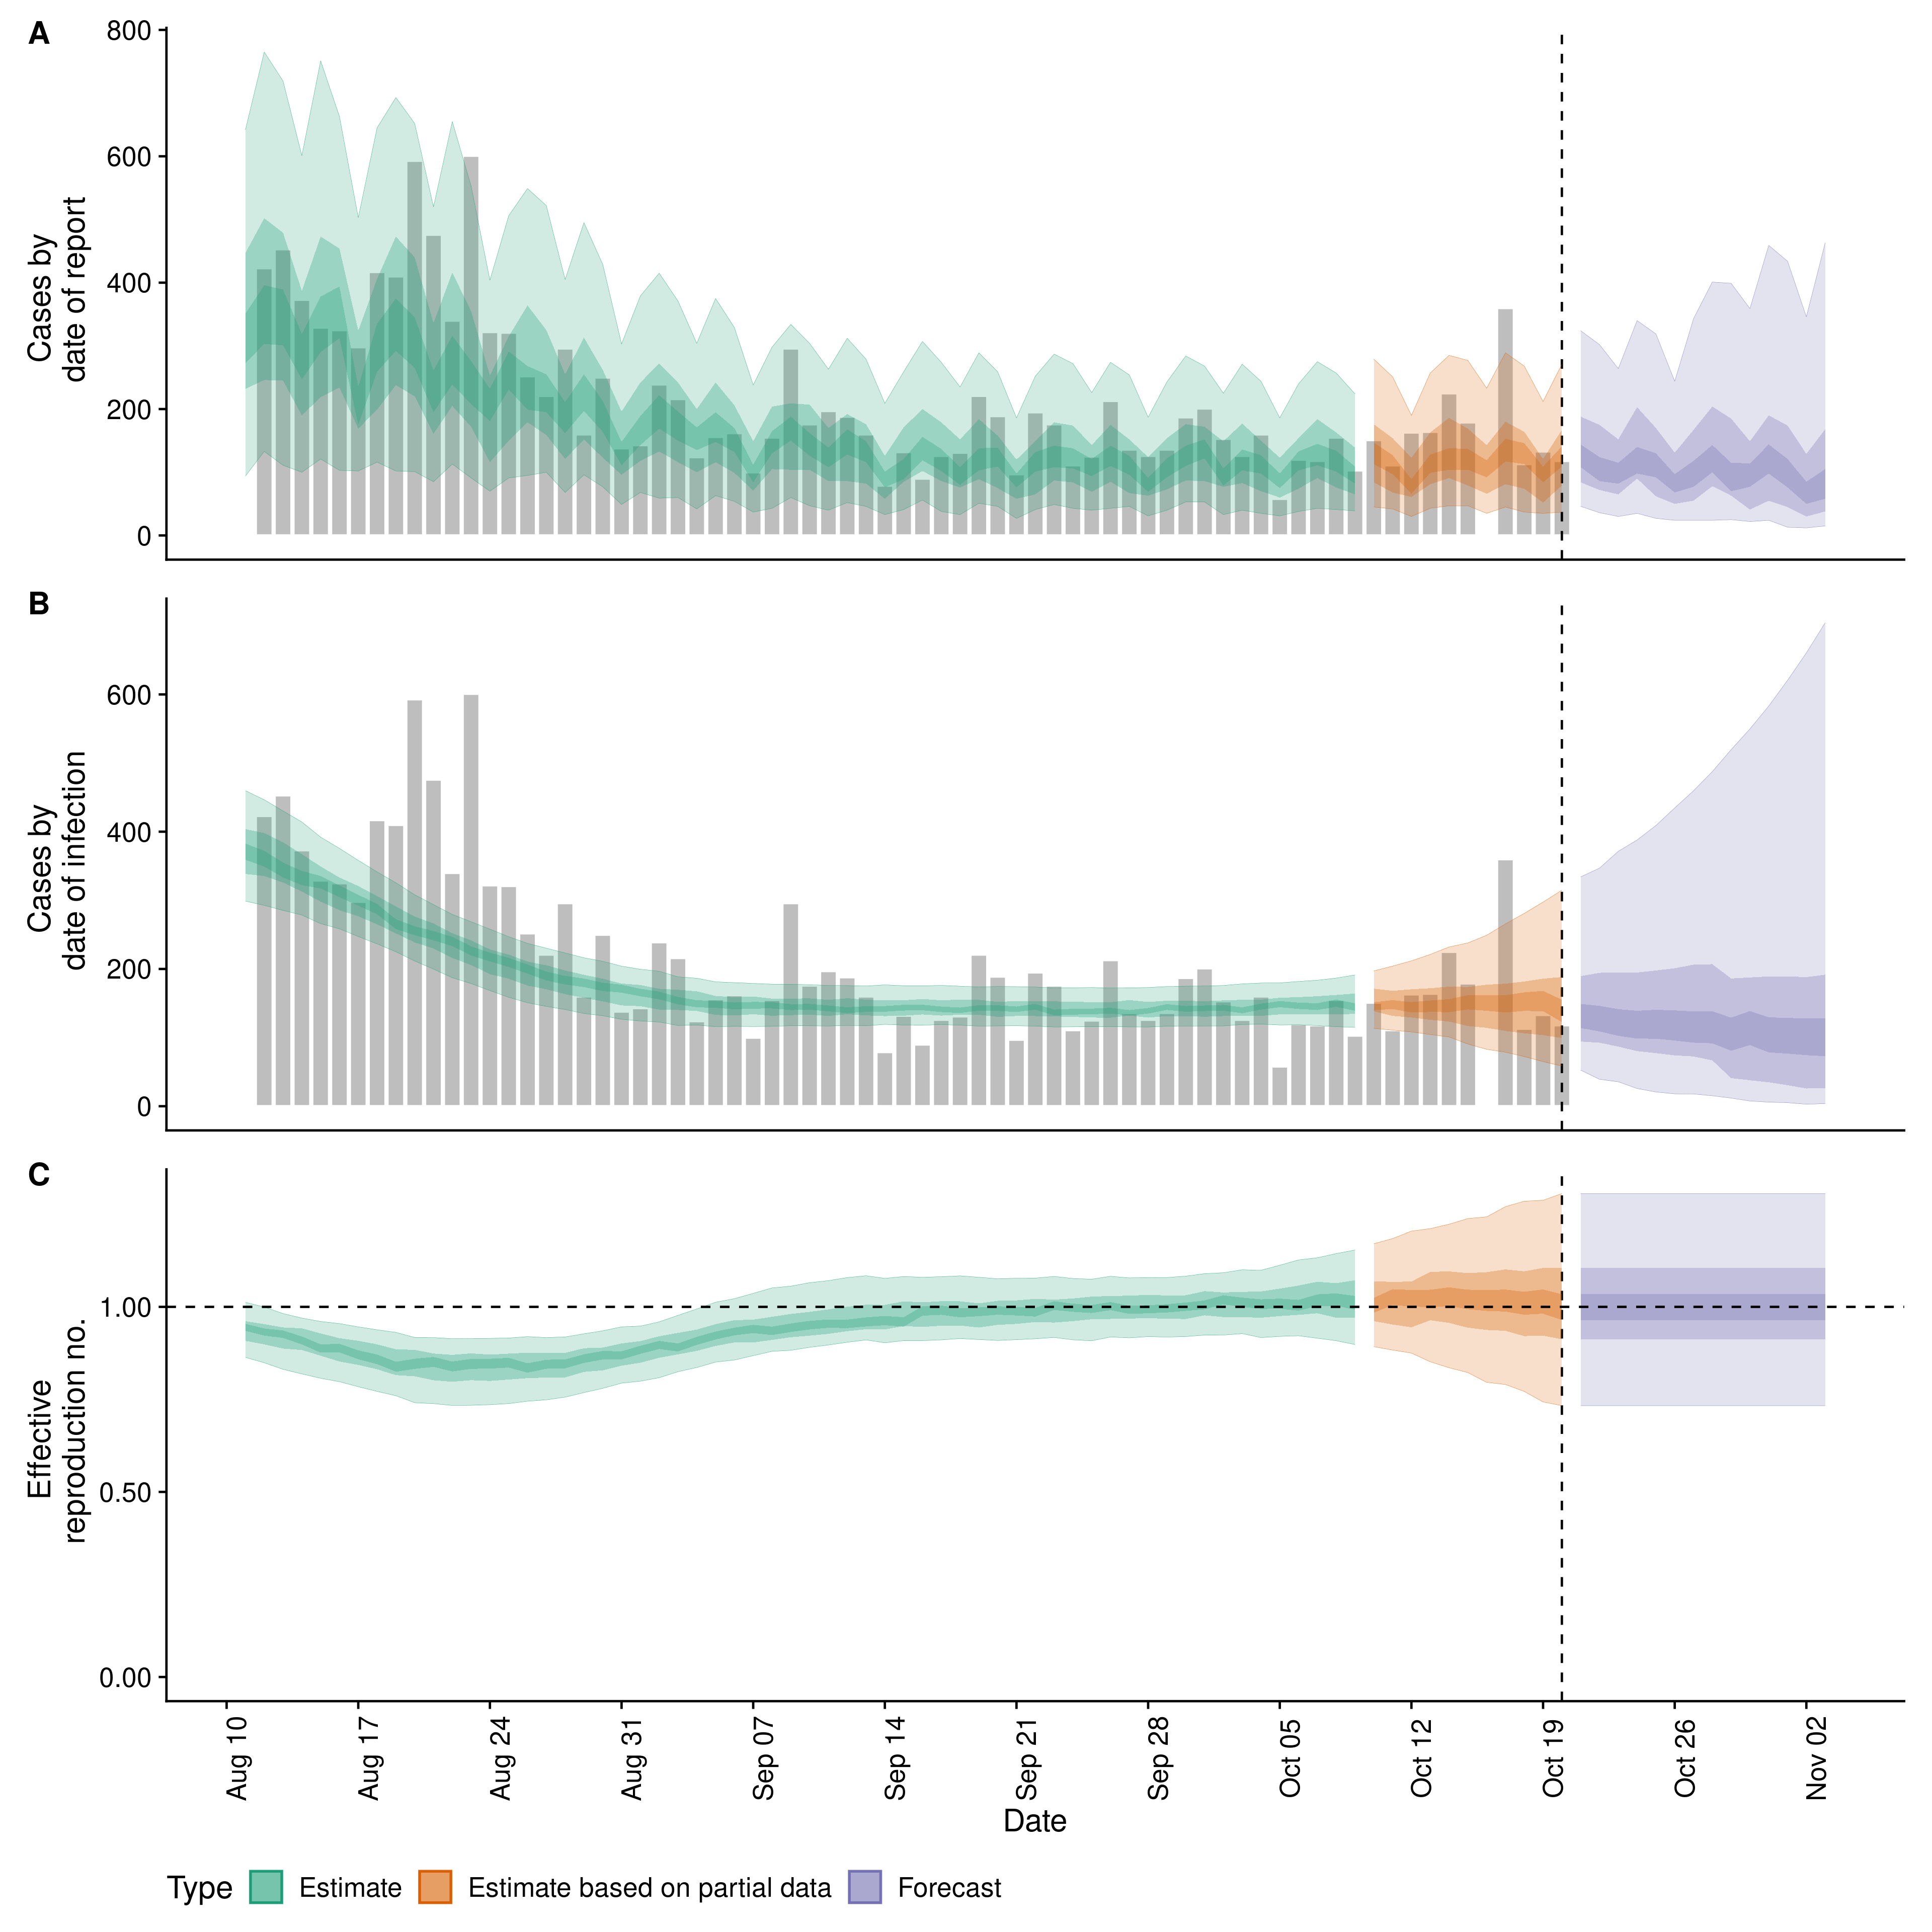 A
800
600
400
200
0
Cases by
date of report
B
600
400
200
0
Cases by
date of infection
C
1.00
0.50
0.00
Effective
reproduction no.
Aug 10
Aug 17
Aug 24
Aug 31
Sep 07
Sep 14
Sep 21
Sep 28
Oct 05
Oct 12
Oct 19
Oct 26
Nov 02
Date
Type Estimate Estimate based on partial data Forecast